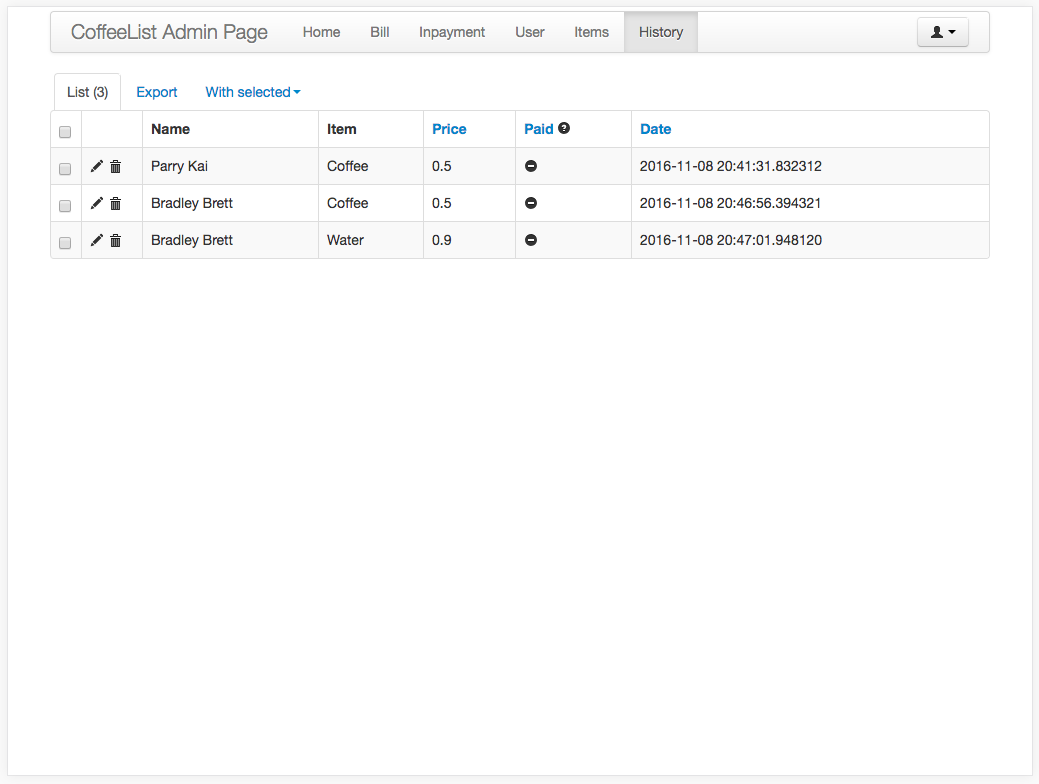 CoffeeList Admin Page Home Bill Inpayment User Items History
List (3) Export With selected
Name Item Price Paid Date
Parry Kai Coffee 0.5 2016-11-08 20:41:31.832312
Bradley Brett Coffee 0.5 2016-11-08 20:46:56.394321
Bradley Brett Water 0.9 2016-11-08 20:47:01.948120